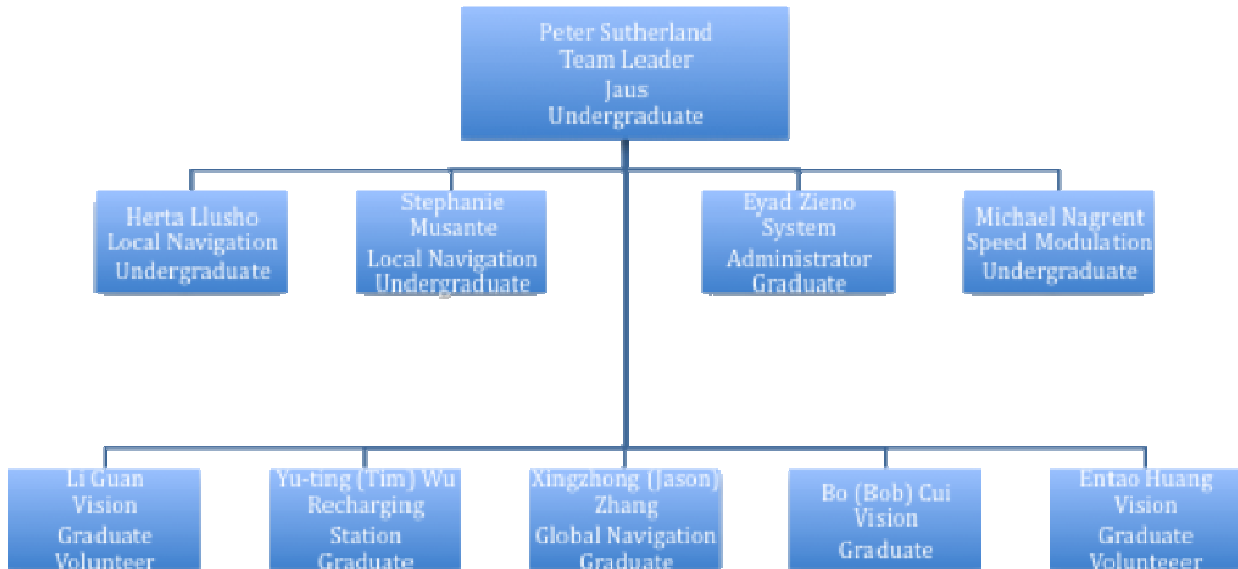 Peter Sutherland
Team Leader
Jaus
Undergraduate
Herta Llusho
Local Navigation
Undergraduate
Stephanie
Musante
Local Navigation
Undergraduate
Eyad Zieno
System
Administrator
Graduate
Michael Nagrent
Speed Modulation
Undergraduate
Li Guan
Vision
Graduate
Volunteer
Yu-ting (Tim) Wu
Recharging
Station
Graduate
Xingzhong (Jason)
Zhang
Global Navigation
Graduate
Bo (Bob) Cui
Vision
Graduate
Entao Huang
Vision
Graduate
Volunteeer